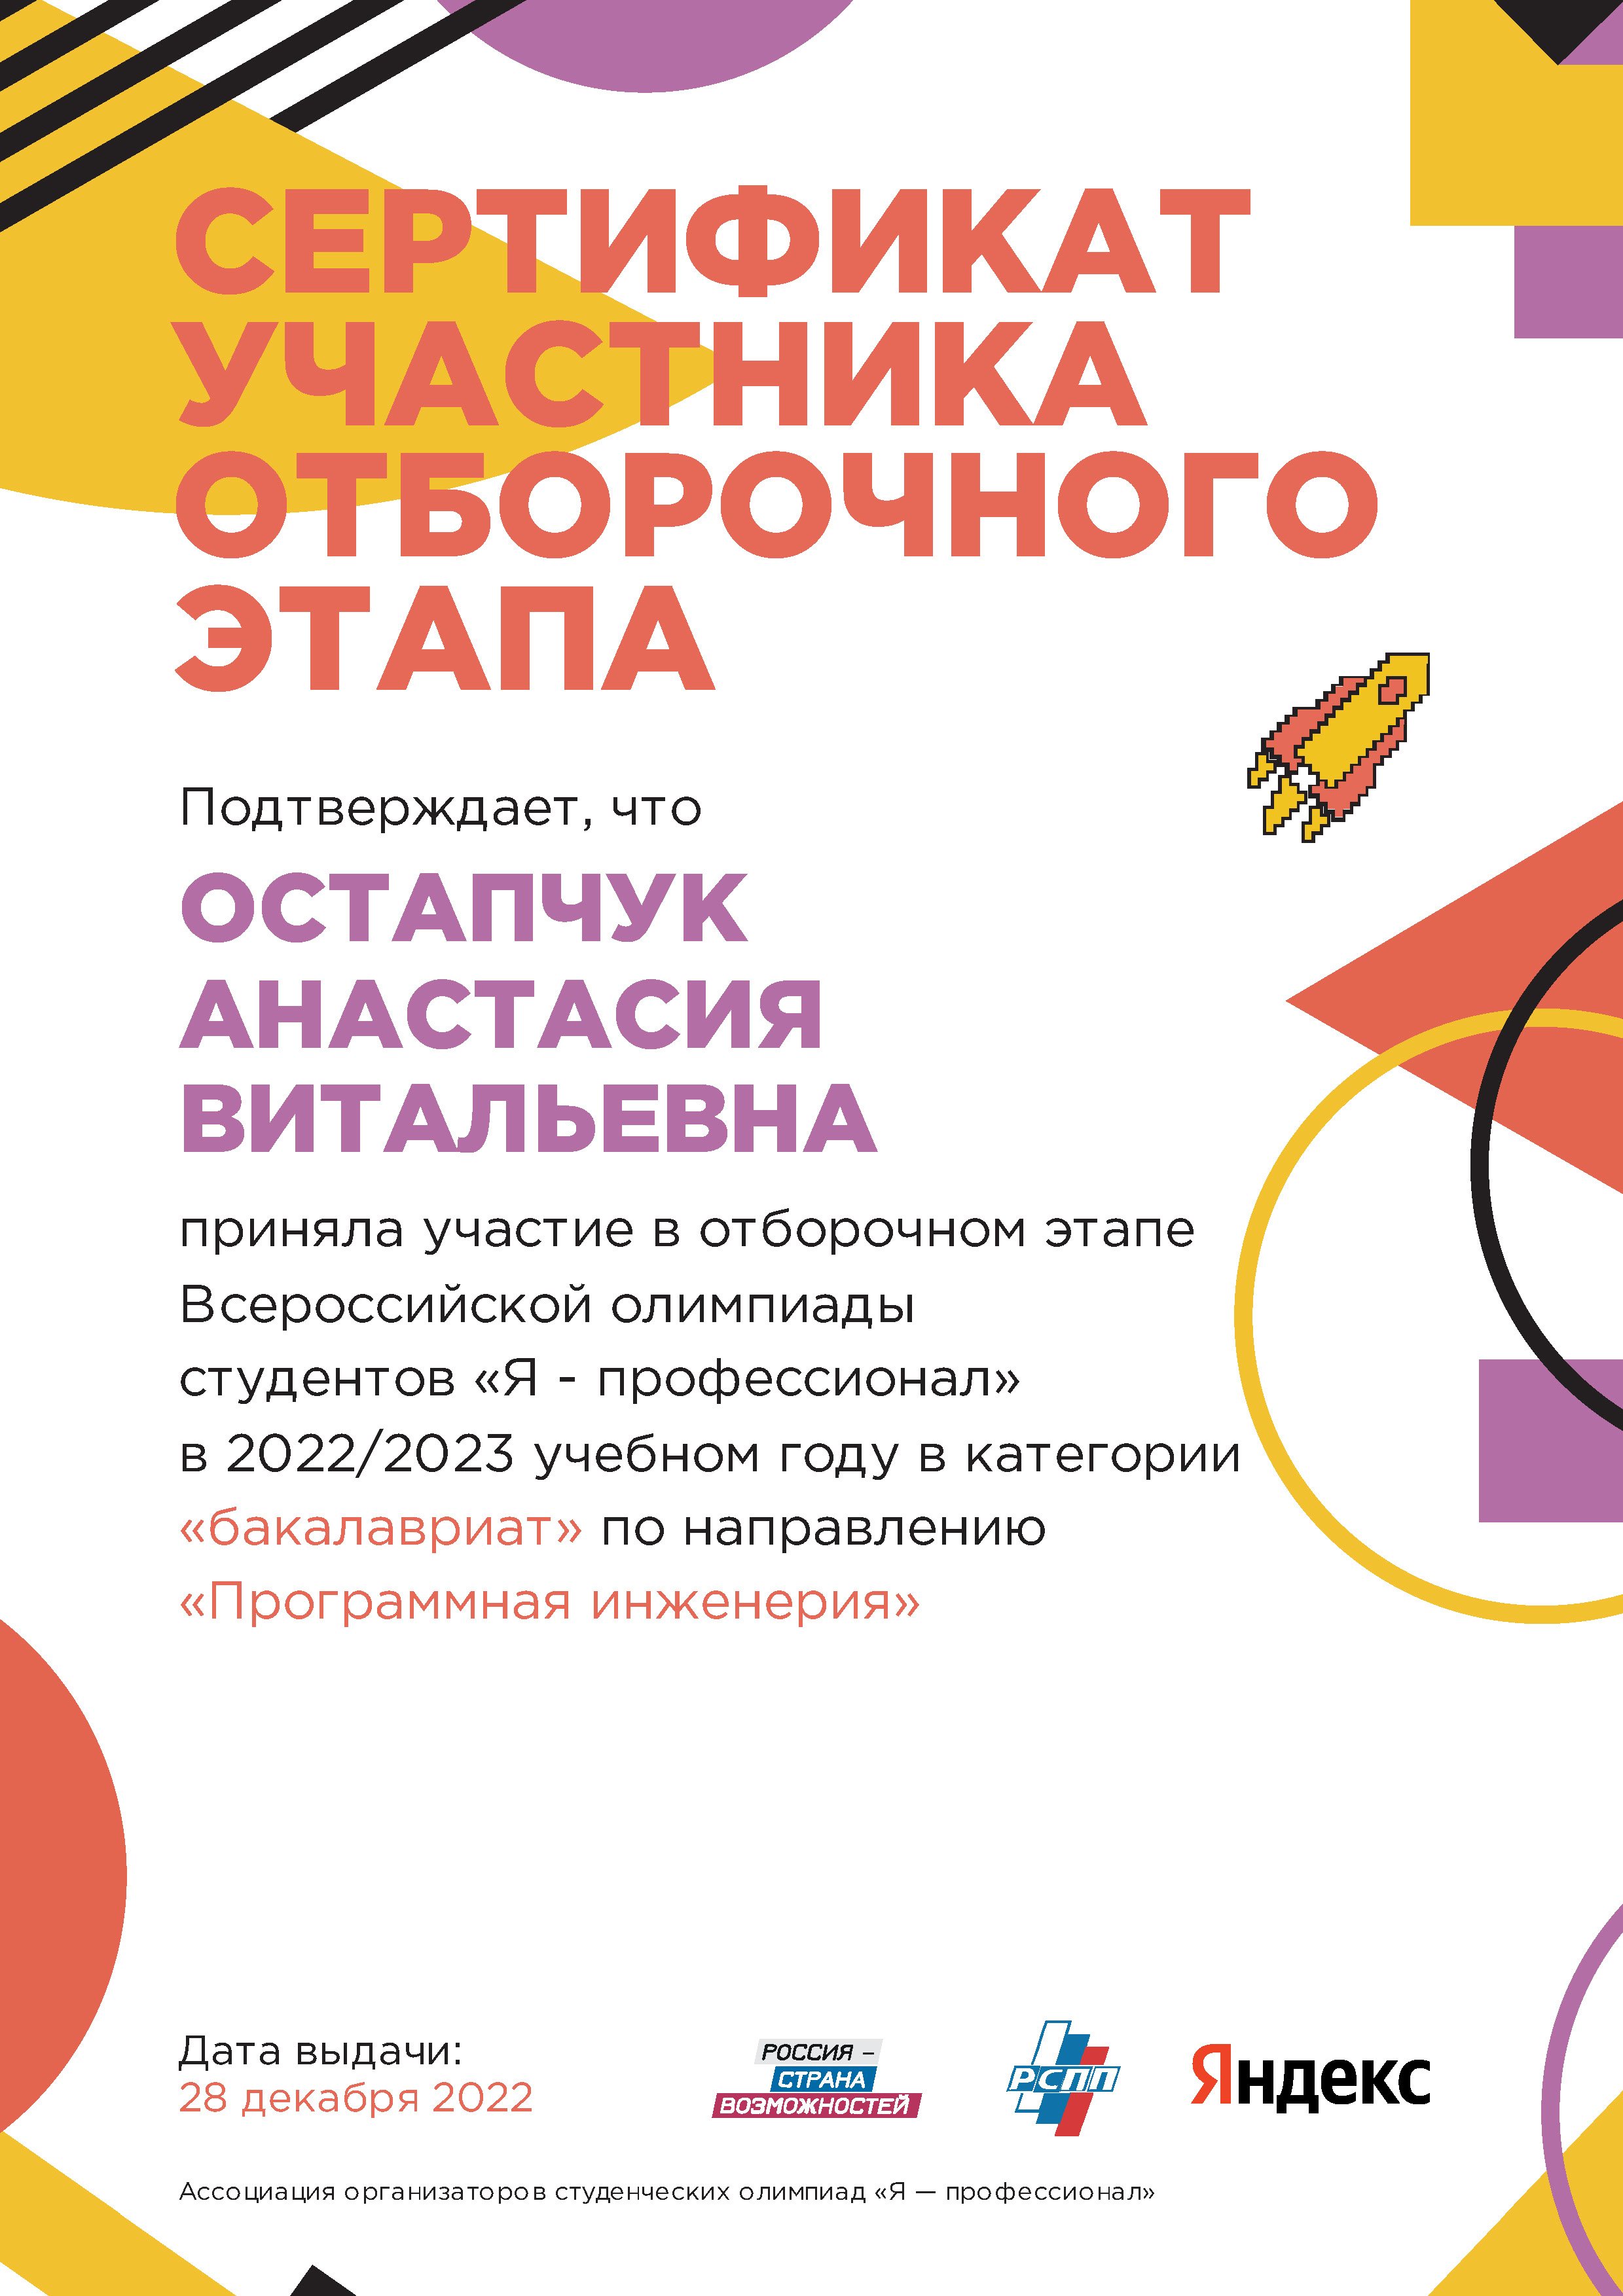 СЕРТИФИКАТ
УЧАСТНИКА
ОТБОРОЧНОГО
ЭТАПА
Подтверждает, что
ОСТАПЧУК
АНАСТАСИЯ
ВИТАЛЬЕВНА
приняла участие в отборочном этапе
Всероссийской олимпиады
студентов «Я - профессионал»
в 2022/2023 учебном году в категории
«бакалавриат» по направлению
«Программная инженерия»
Дата выдачи:
28 декабря 2022
РОССИЯ –
СТРАНА
ВОЗМОЖНОСТЕЙ
РСПП
Яндекс
Ассоциация организаторов студенческих олимпиад «Я — профессионал»